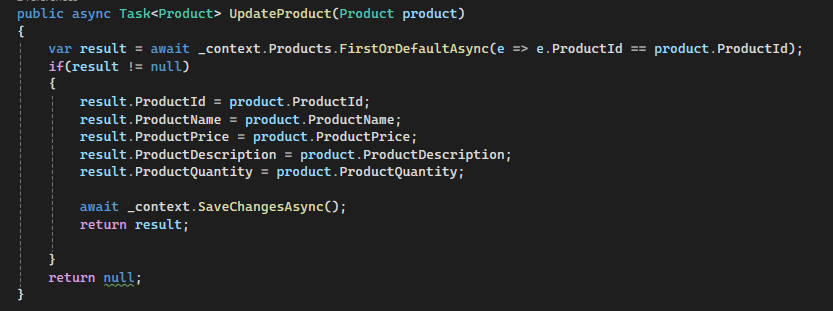 public async Task<Product> UpdateProduct(Product product)
{
var result = await _context.Products.FirstOrDefaultAsync(e => e.ProductId == product.ProductId);
if(result != null)
{
result.ProductId = product.ProductId;
result.ProductName = product.ProductName;
result.ProductPrice = product.ProductPrice;
result.ProductDescription = product.ProductDescription;
result.ProductQuantity = product.ProductQuantity;
await _context.SaveChangesAsync();
return result;
}
return null;
}